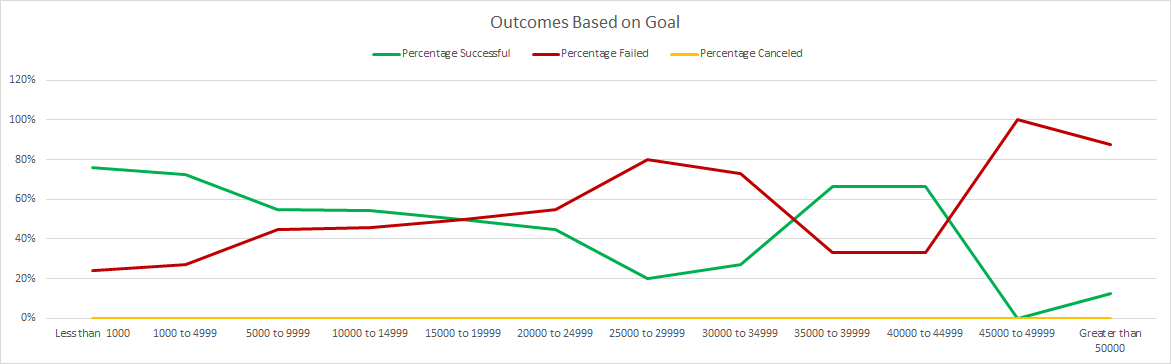 Outcomes Based on Goal
Percentage Successful Percentage Failed Percentage Canceled
120%
100%
80%
60%
40%
20%
0%
Less than 1000 1000 to 4999 5000 to 9999 10000 to 14999 15000 to 19999 20000 to 24999 25000 to 29999 30000 to 34999 35000 to 39999 40000 to 44999 45000 to 49999 Greater than
50000